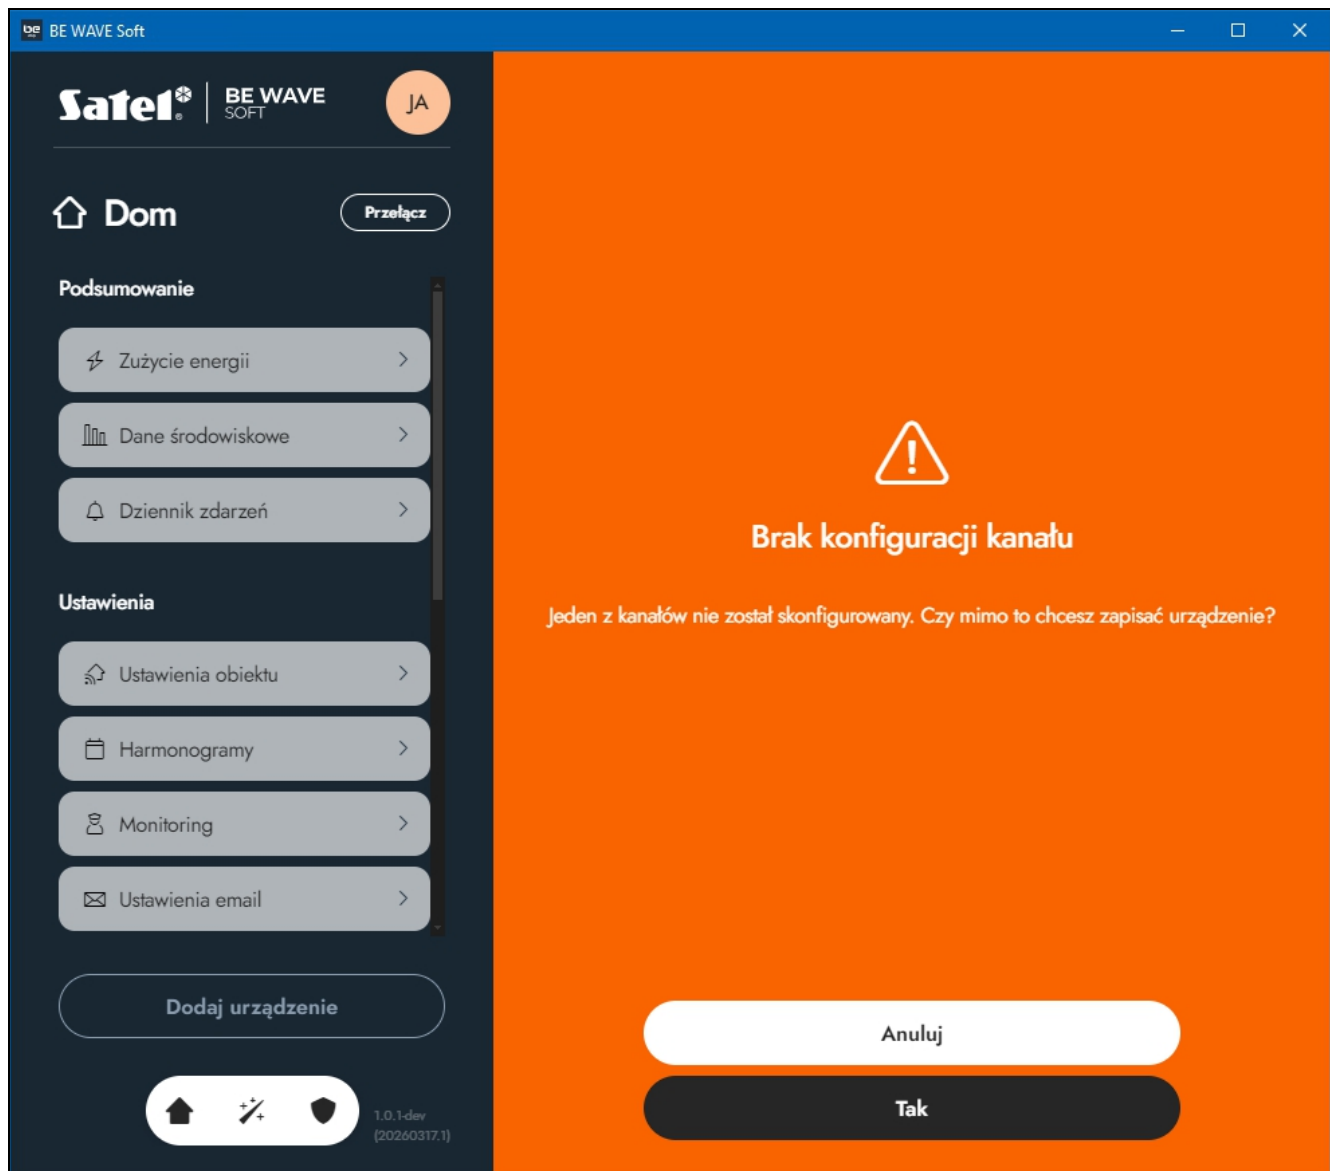 be BE WAVE Soft
Satel® BE WAVE
SOFT
JA
Dom
Przełącz
Podsumowanie
Zużycie energii
Dane środowiskowe
Dziennik zdarzeń
Ustawienia
Ustawienia obiektu
Harmonogramy
Monitoring
Ustawienia email
Dodaj urządzenie
1.0.1-dev
(20260317.1)
Brak konfiguracji kanału
Jeden z kanałów nie został skonfigurowany. Czy mimo to chcesz zapisać urządzenie?
Anuluj
Tak